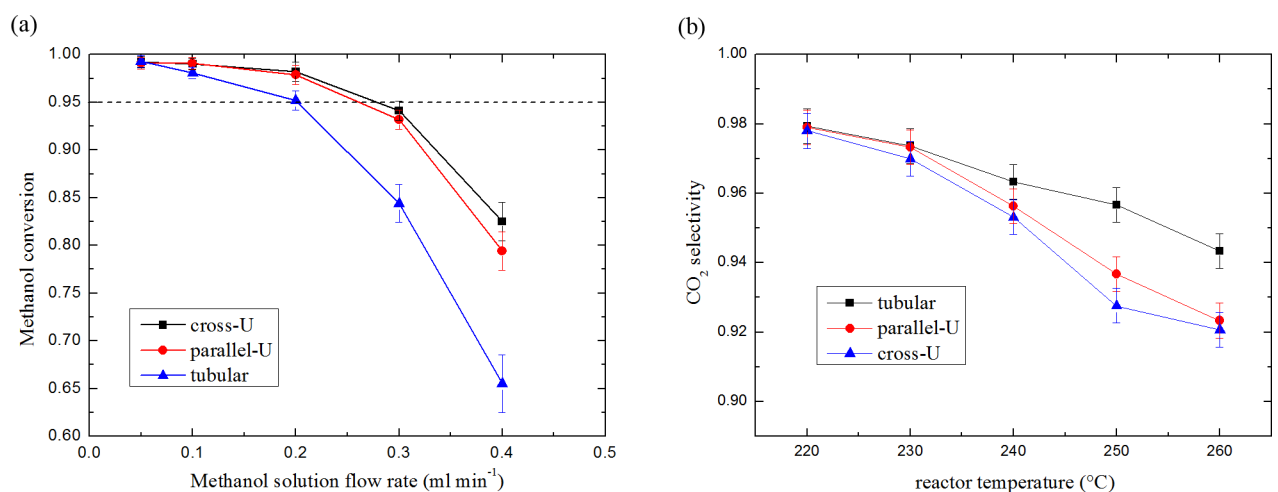 (a)
Methanol conversion
1.00
0.95
0.90
0.85
0.80
0.75
0.70
0.65
0.60
cross-U
parallel-U
tubular
0.0 0.1 0.2 0.3 0.4 0.5
Methanol solution flow rate (ml min⁻¹)
(b)
CO₂ selectivity
1.00
0.98
0.96
0.94
0.92
0.90
tubular
parallel-U
cross-U
220 230 240 250 260
reactor temperature (°C)